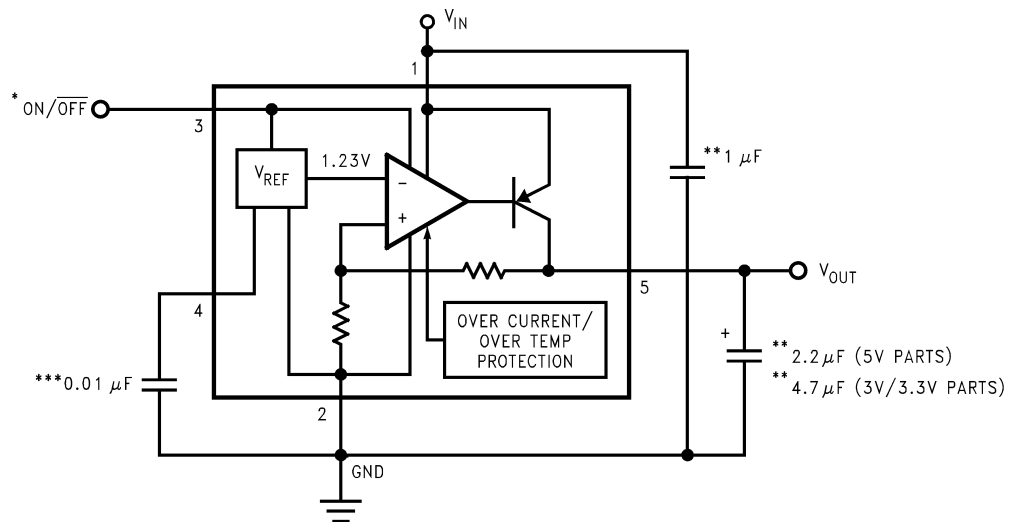 V_IN
1
*ON/OFF
3
1.23V
V_REF
−
+
**1 μF
V_OUT
5
4
OVER CURRENT/
OVER TEMP
PROTECTION
+
**2.2 μF (5V PARTS)
**4.7 μF (3V/3.3V PARTS)
***0.01 μF
2
GND